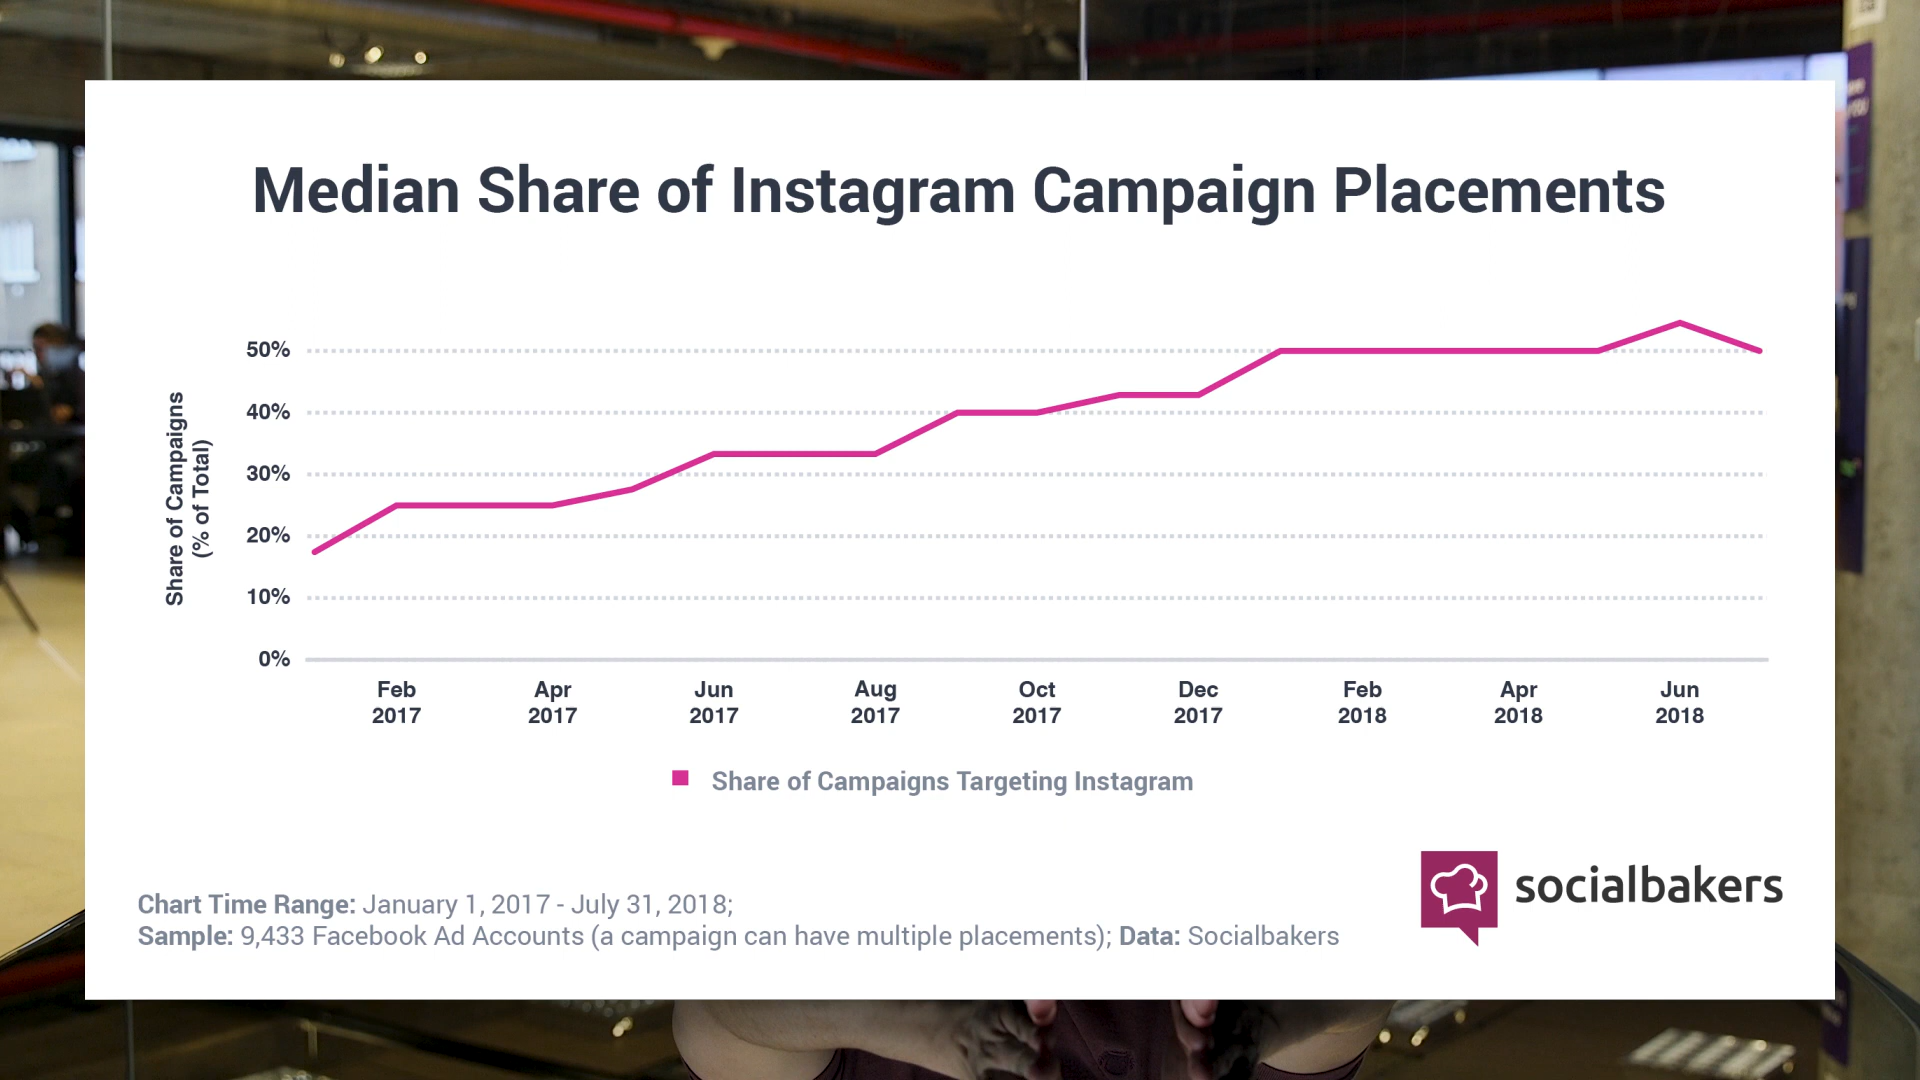 Median Share of Instagram Campaign Placements
Share of Campaigns
(% of Total)
50%
40%
30%
20%
10%
0%
Feb 2017
Apr 2017
Jun 2017
Aug 2017
Oct 2017
Dec 2017
Feb 2018
Apr 2018
Jun 2018
Share of Campaigns Targeting Instagram
Chart Time Range: January 1, 2017 - July 31, 2018;
Sample: 9,433 Facebook Ad Accounts (a campaign can have multiple placements); Data: Socialbakers
socialbakers